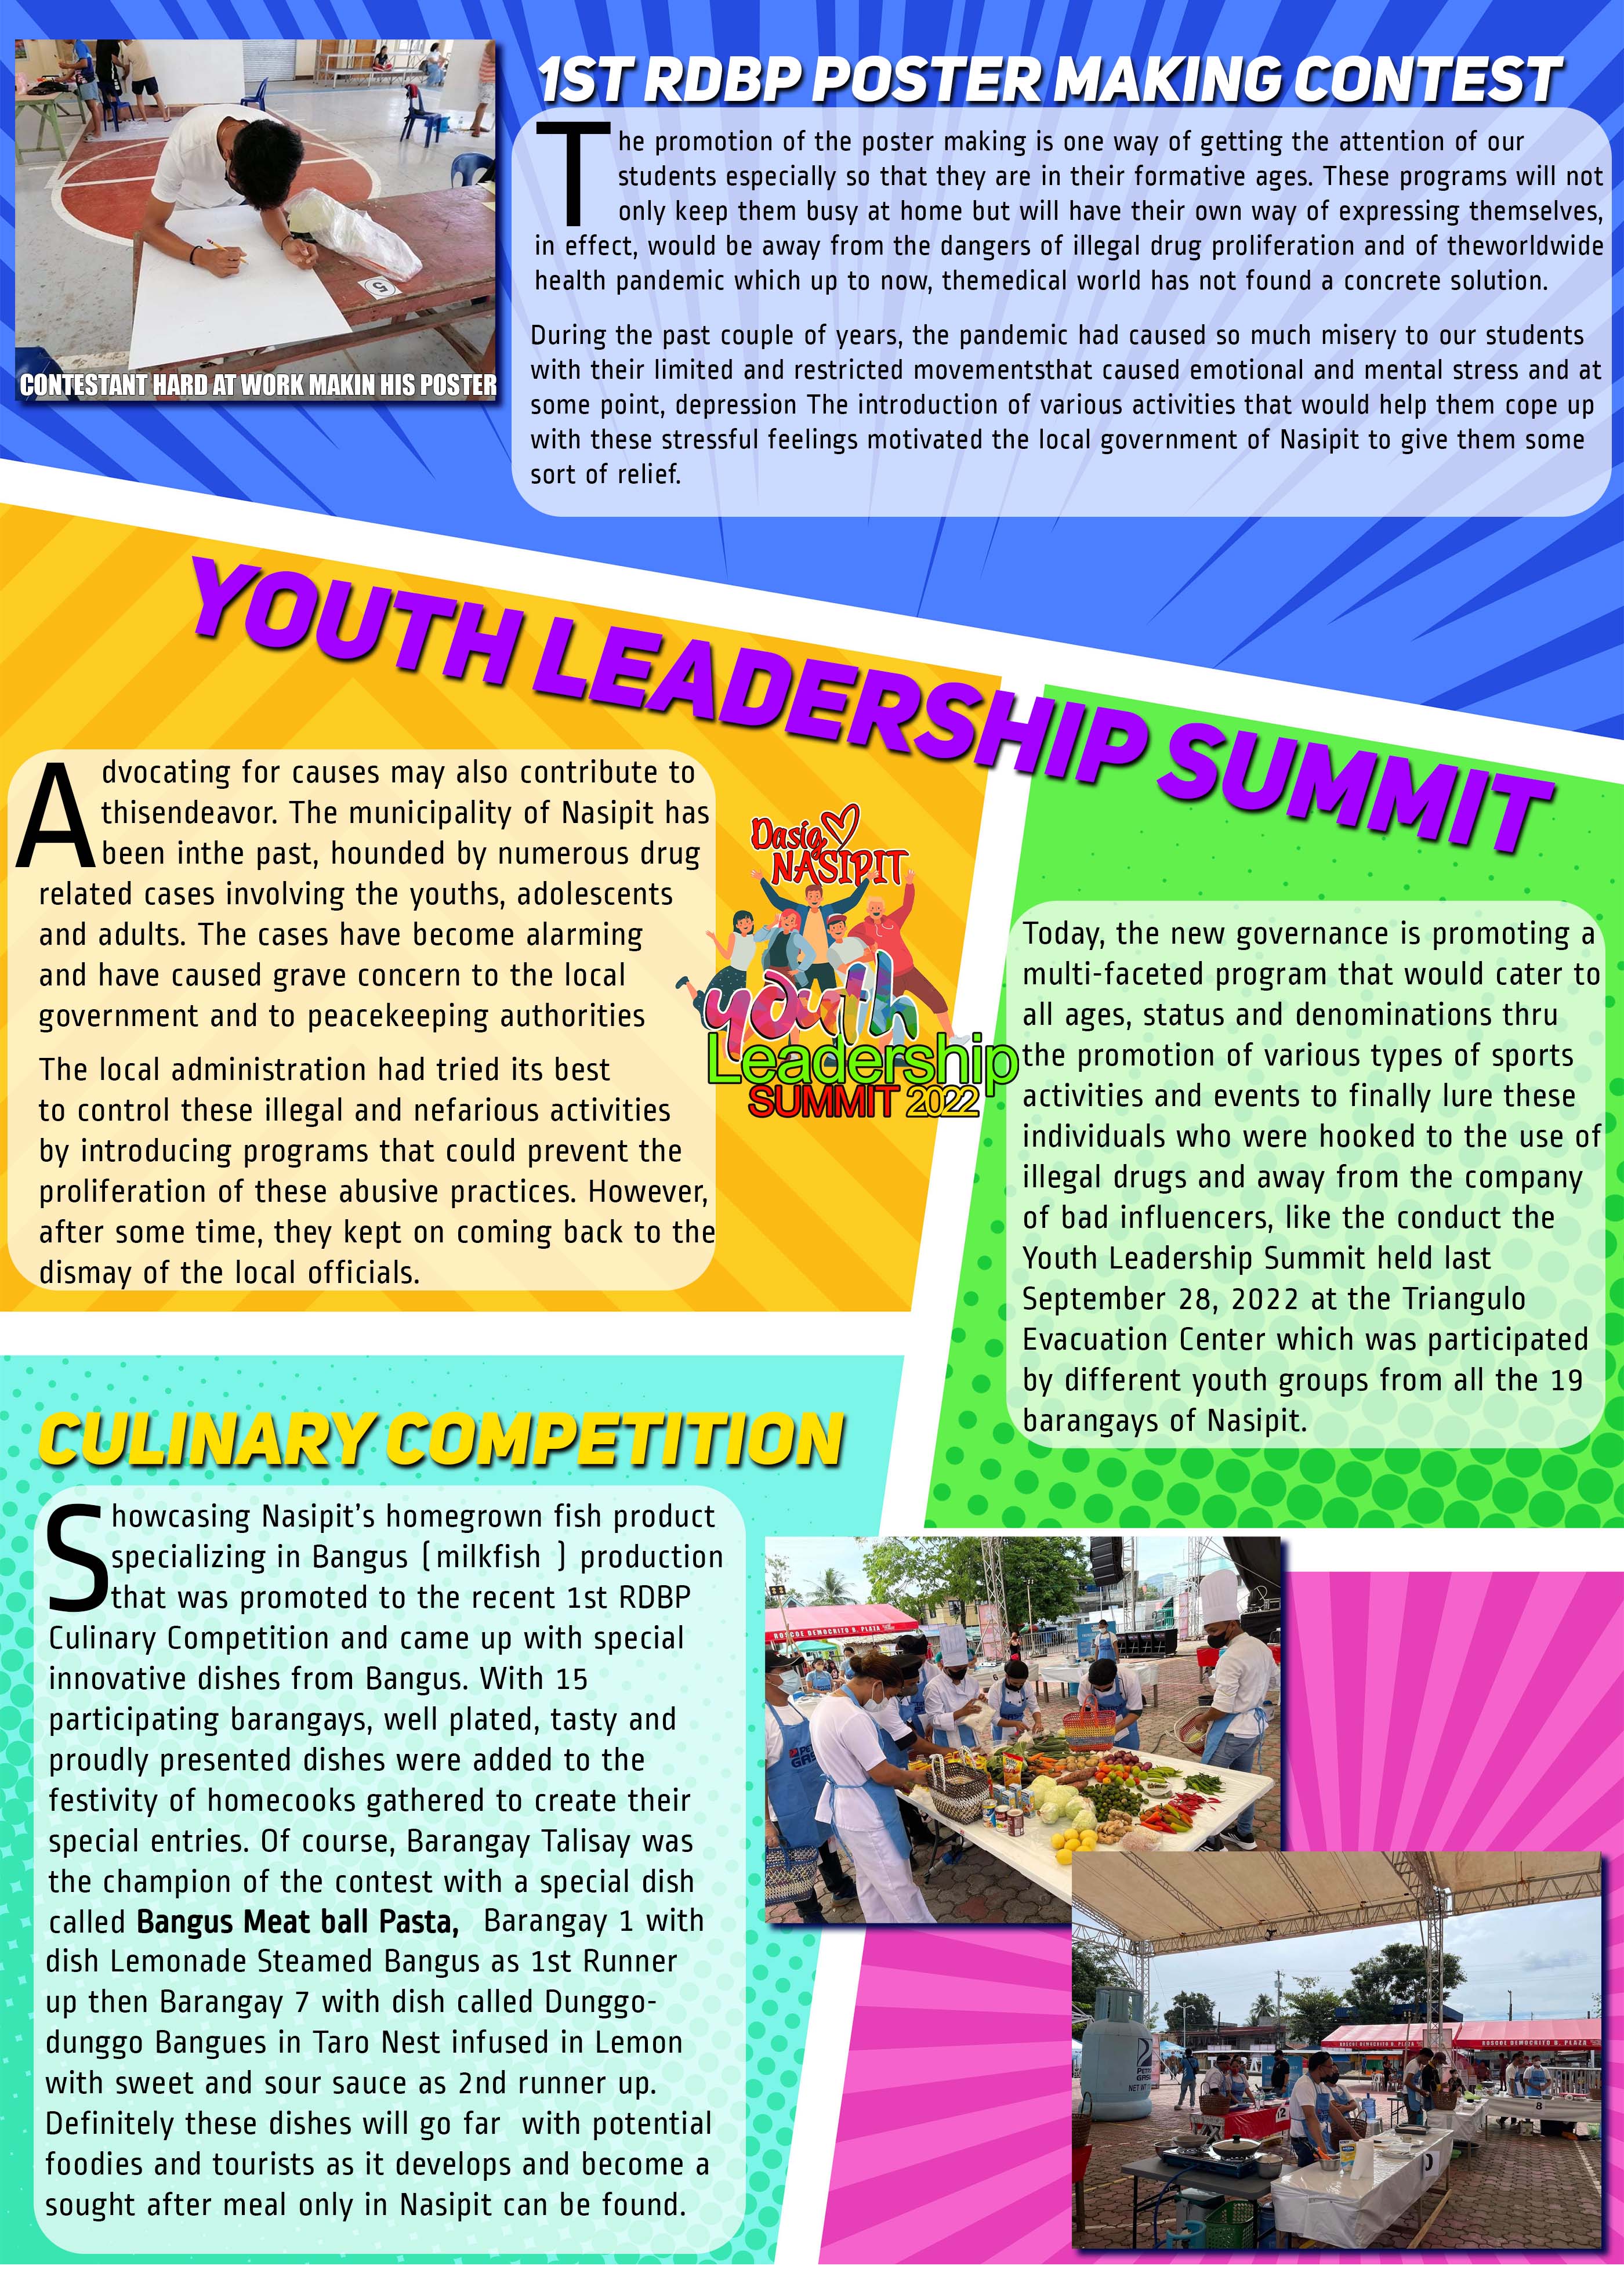 1ST RDBP POSTER MAKING CONTEST
The promotion of the poster making is one way of getting the attention of our
students especially so that they are in their formative ages. These programs will not
only keep them busy at home but will have their own way of expressing themselves,
in effect, would be away from the dangers of illegal drug proliferation and of theworldwide
health pandemic which up to now, themedical world has not found a concrete solution.
During the past couple of years, the pandemic had caused so much misery to our students
with their limited and restricted movementsthat caused emotional and mental stress and at
some point, depression The introduction of various activities that would help them cope up
with these stressful feelings motivated the local government of Nasipit to give them some
sort of relief.
5
CONTESTANT HARD AT WORK MAKIN HIS POSTER
YOUTH LEADERSHIP SUMMIT
Advocating for causes may also contribute to
thisendeavor. The municipality of Nasipit has
been inthe past, hounded by numerous drug
related cases involving the youths, adolescents
and adults. The cases have become alarming
and have caused grave concern to the local
government and to peacekeeping authorities
The local administration had tried its best
to control these illegal and nefarious activities
by introducing programs that could prevent the
proliferation of these abusive practices. However,
after some time, they kept on coming back to the
dismay of the local officials.
Dasig
NASIPIT
youth
Leadership
SUMMIT 2022
Today, the new governance is promoting a
multi-faceted program that would cater to
all ages, status and denominations thru
the promotion of various types of sports
activities and events to finally lure these
individuals who were hooked to the use of
illegal drugs and away from the company
of bad influencers, like the conduct the
Youth Leadership Summit held last
September 28, 2022 at the Triangulo
Evacuation Center which was participated
by different youth groups from all the 19
barangays of Nasipit.
CULINARY COMPETITION
Showcasing Nasipit's homegrown fish product
specializing in Bangus (milkfish ) production
that was promoted to the recent 1st RDBP
Culinary Competition and came up with special
innovative dishes from Bangus. With 15
participating barangays, well plated, tasty and
proudly presented dishes were added to the
festivity of homecooks gathered to create their
special entries. Of course, Barangay Talisay was
the champion of the contest with a special dish
called Bangus Meat ball Pasta, Barangay 1 with
dish Lemonade Steamed Bangus as 1st Runner
up then Barangay 7 with dish called Dunggo-
dunggo Bangues in Taro Nest infused in Lemon
with sweet and sour sauce as 2nd runner up.
Definitely these dishes will go far with potential
foodies and tourists as it develops and become a
sought after meal only in Nasipit can be found.
ROSCOE DEMOCRITO B. PLAZA
ROSCOE DEMOCRITO B. PLAZA
ROSCOE DEMOCRITO B. PLAZA
12
8